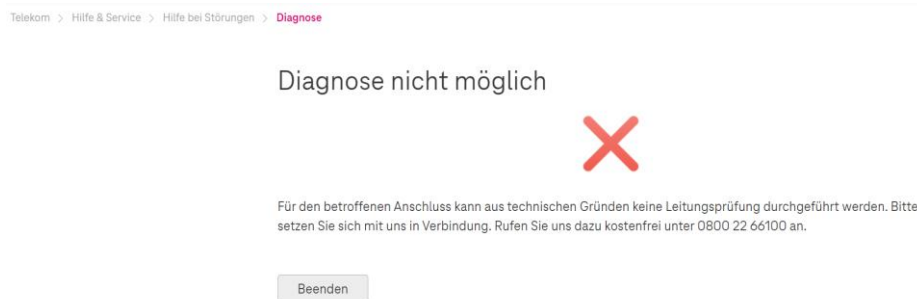 Telekom > Hilfe & Service > Hilfe bei Störungen > Diagnose
Diagnose nicht möglich
Für den betroffenen Anschluss kann aus technischen Gründen keine Leitungsprüfung durchgeführt werden. Bitte
setzen Sie sich mit uns in Verbindung. Rufen Sie uns dazu kostenfrei unter 0800 22 66100 an.
Beenden